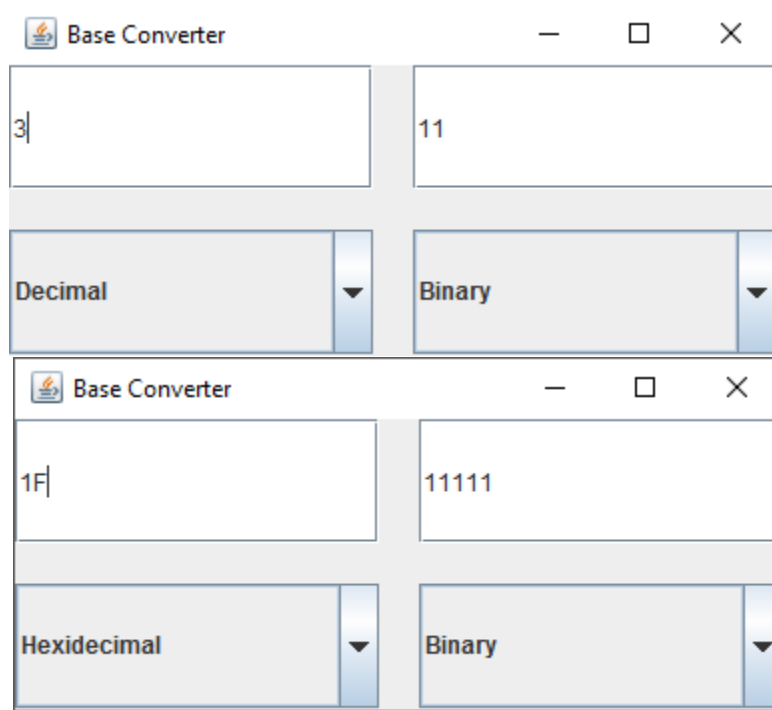 Base Converter
3 11
Decimal Binary
Base Converter
1F 11111
Hexidecimal Binary